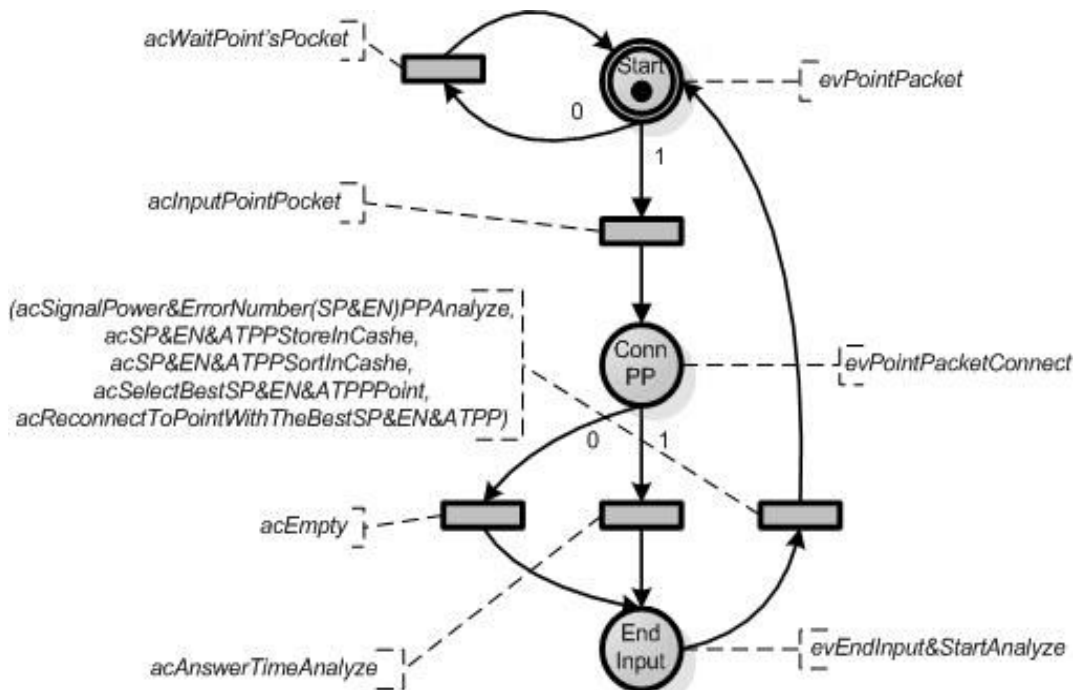 acWaitPoint'sPocket
Start
evPointPacket
0
1
acInputPointPocket
(acSignalPower&ErrorNumber(SP&EN)PPAnalyze,
acSP&EN&ATPPStoreInCashe,
acSP&EN&ATPPSortInCashe,
acSelectBestSP&EN&ATPPPoint,
acReconnectToPointWithTheBestSP&EN&ATPP)
Conn
PP
evPointPacketConnect
0
1
acEmpty
acAnswerTimeAnalyze
End
Input
evEndInput&StartAnalyze